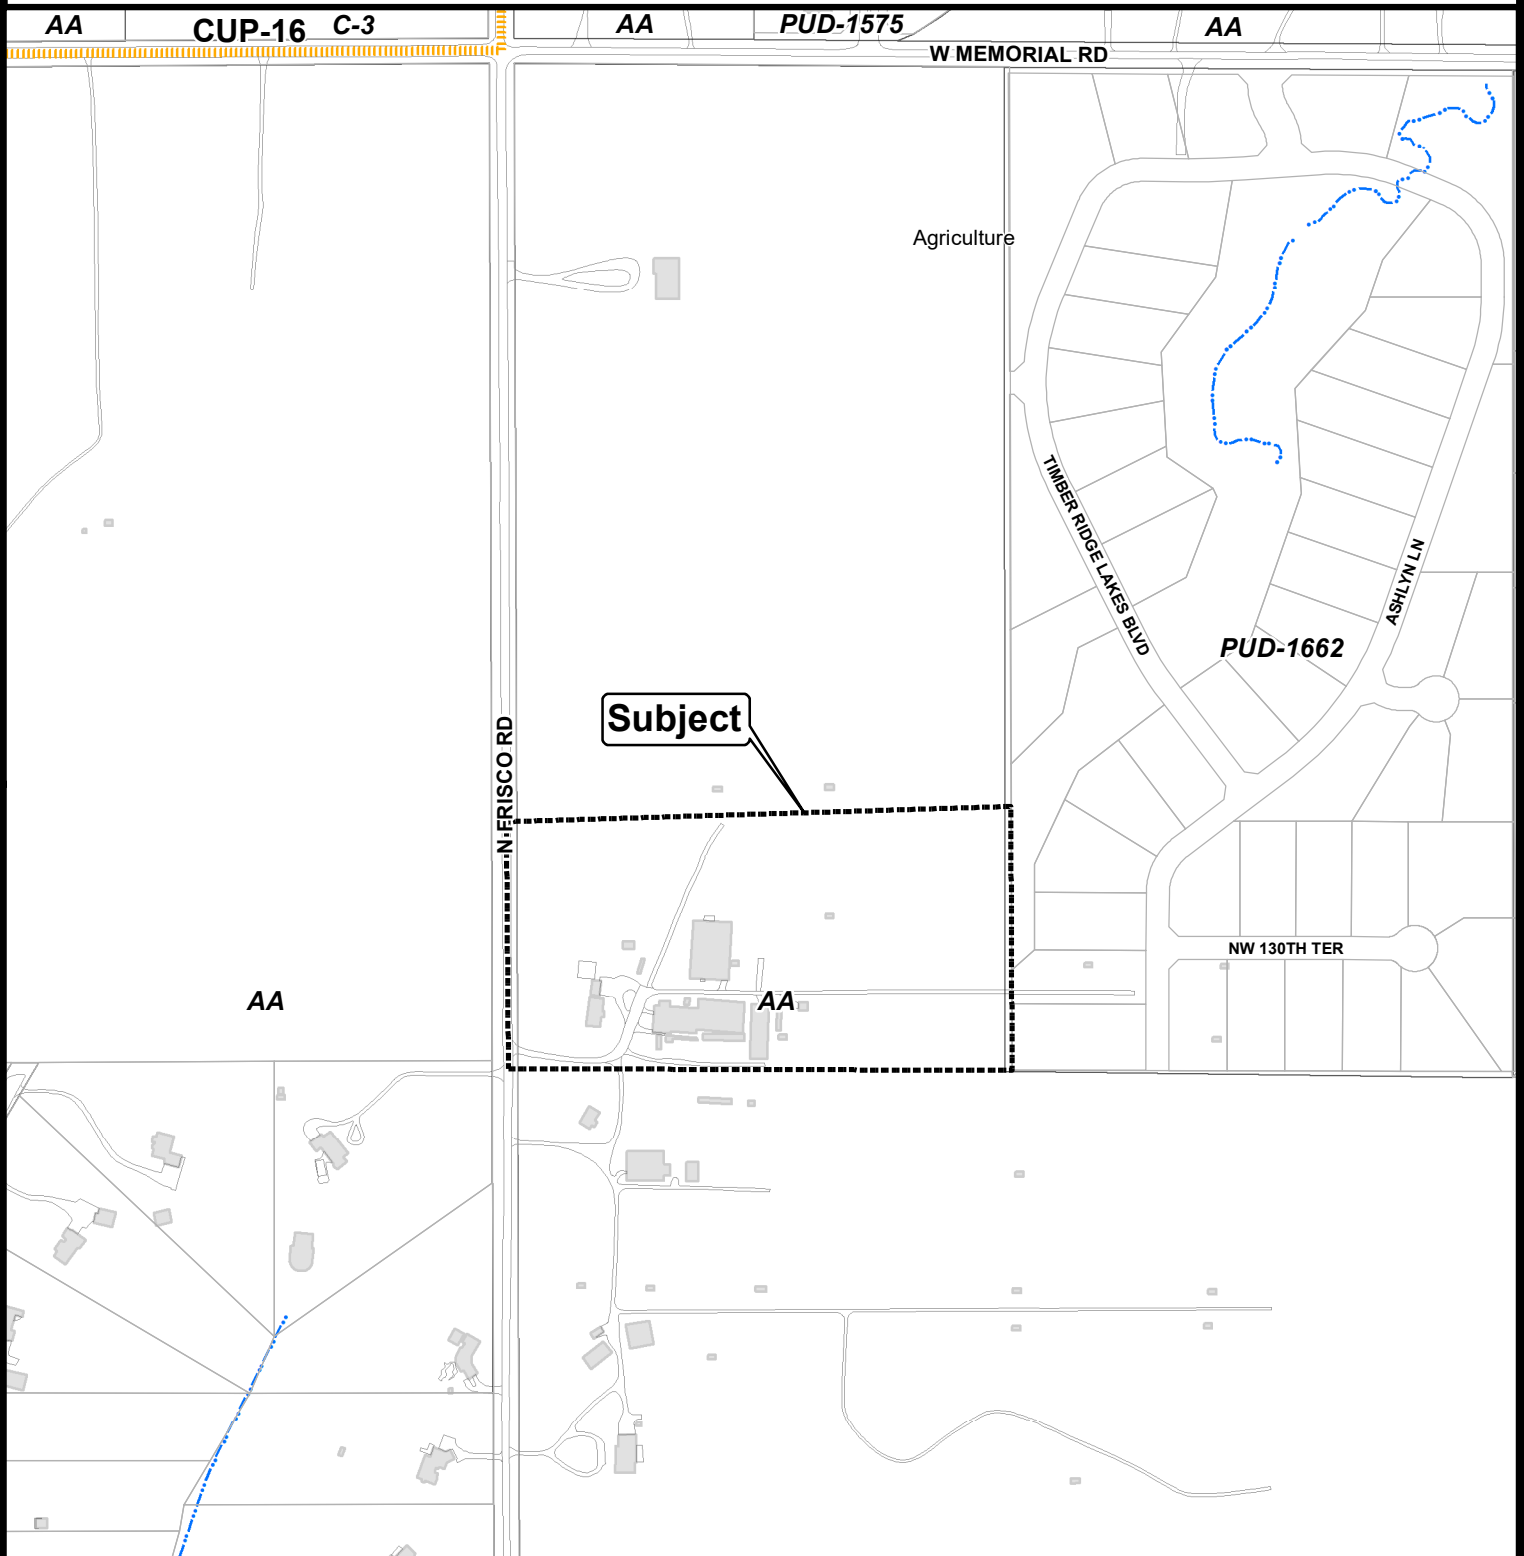 AA
CUP-16
C-3
AA
PUD-1575
AA
W MEMORIAL RD
Agriculture
TIMBER RIDGE LAKES BLVD
ASHLYN LN
PUD-1662
Subject
N FRISCO RD
NW 130TH TER
AA
AA